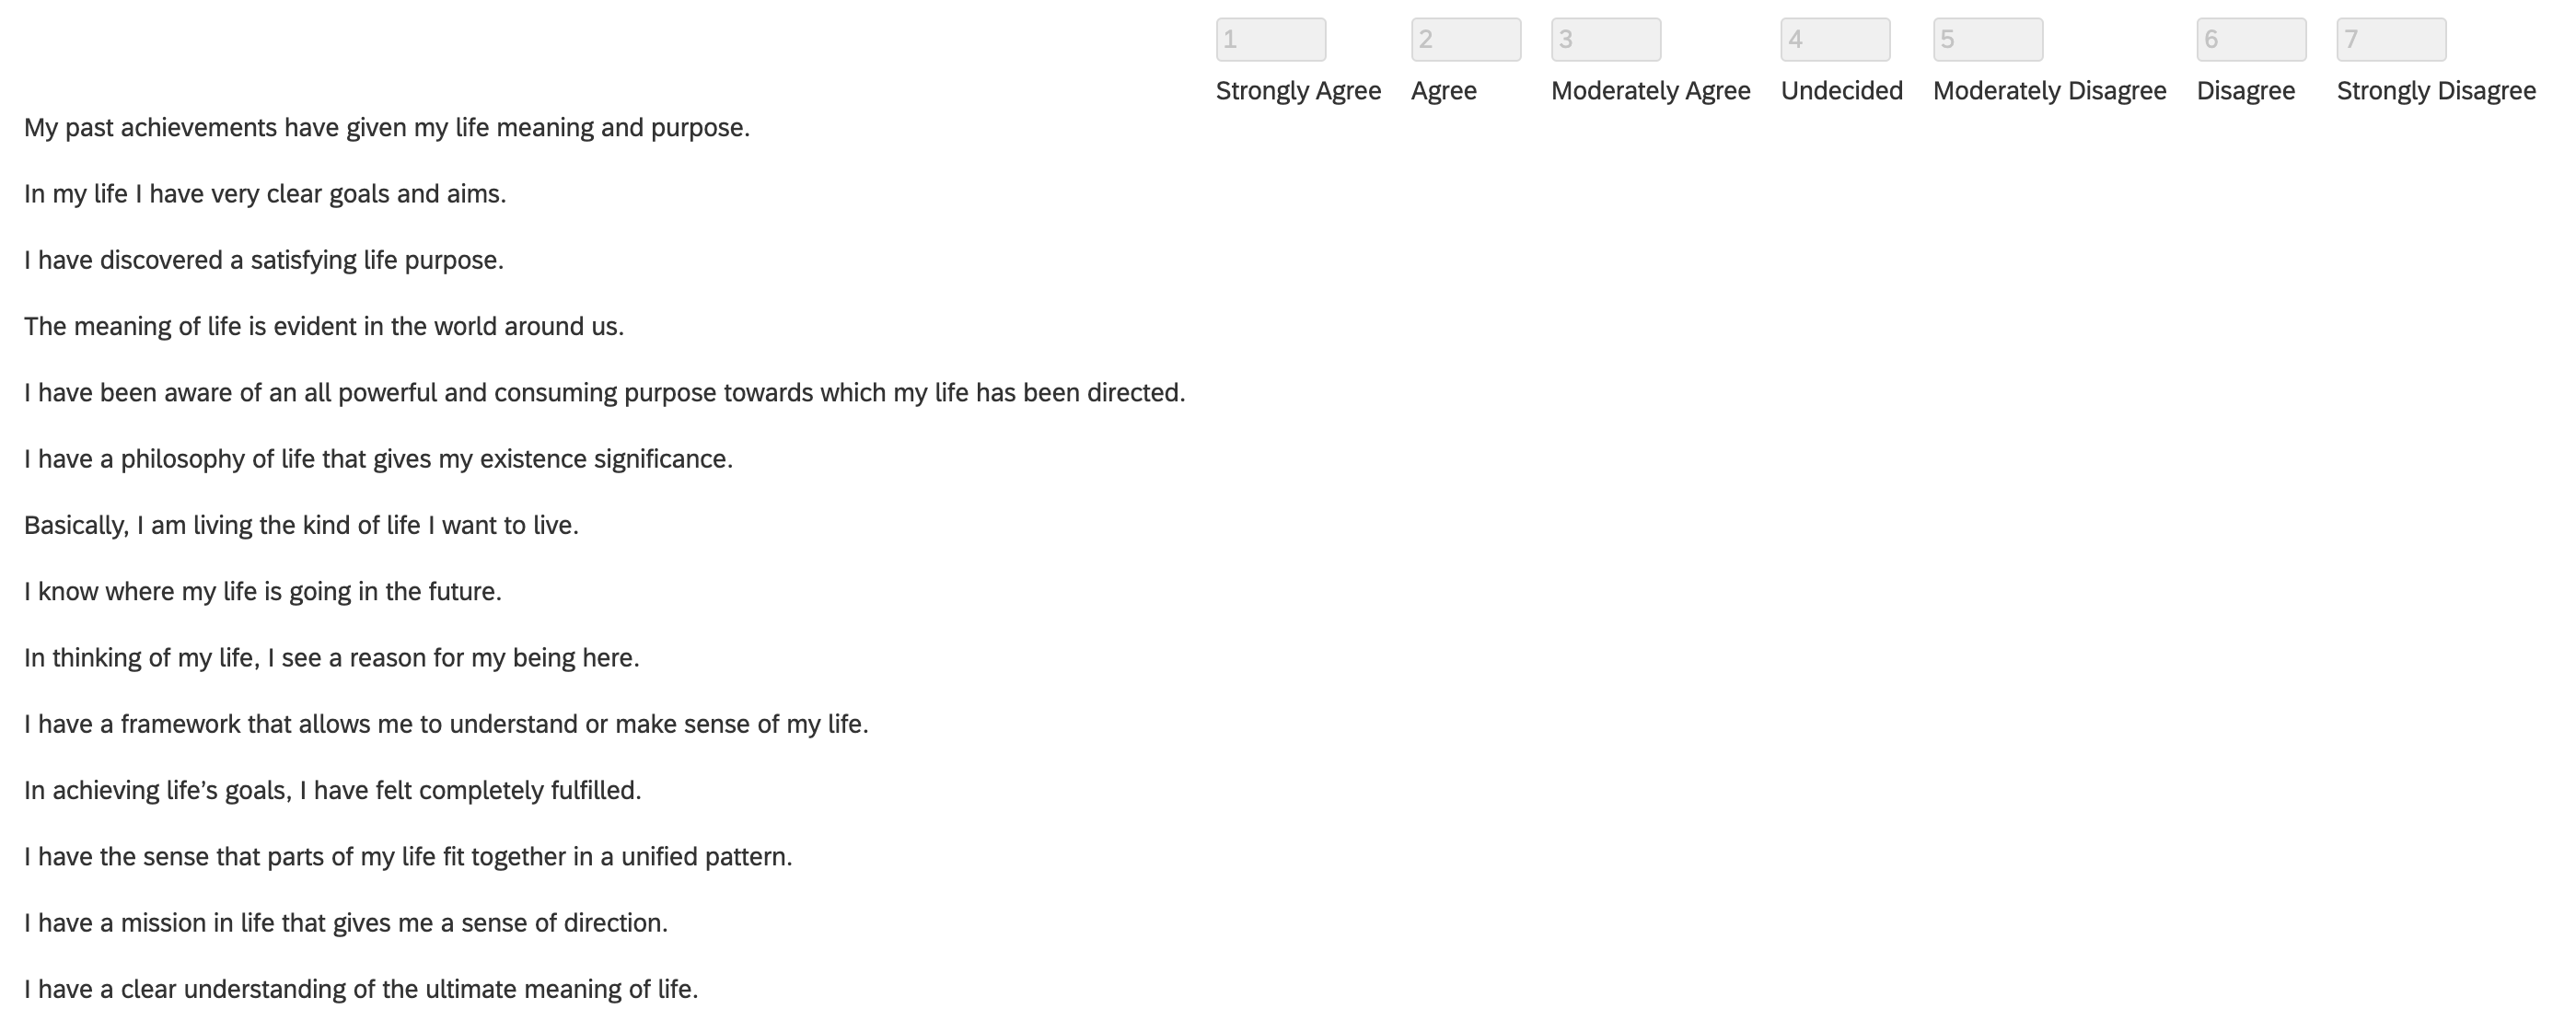 1 2 3 4 5 6 7
Strongly Agree Agree Moderately Agree Undecided Moderately Disagree Disagree Strongly Disagree
My past achievements have given my life meaning and purpose.
In my life I have very clear goals and aims.
I have discovered a satisfying life purpose.
The meaning of life is evident in the world around us.
I have been aware of an all powerful and consuming purpose towards which my life has been directed.
I have a philosophy of life that gives my existence significance.
Basically, I am living the kind of life I want to live.
I know where my life is going in the future.
In thinking of my life, I see a reason for my being here.
I have a framework that allows me to understand or make sense of my life.
In achieving life’s goals, I have felt completely fulfilled.
I have the sense that parts of my life fit together in a unified pattern.
I have a mission in life that gives me a sense of direction.
I have a clear understanding of the ultimate meaning of life.